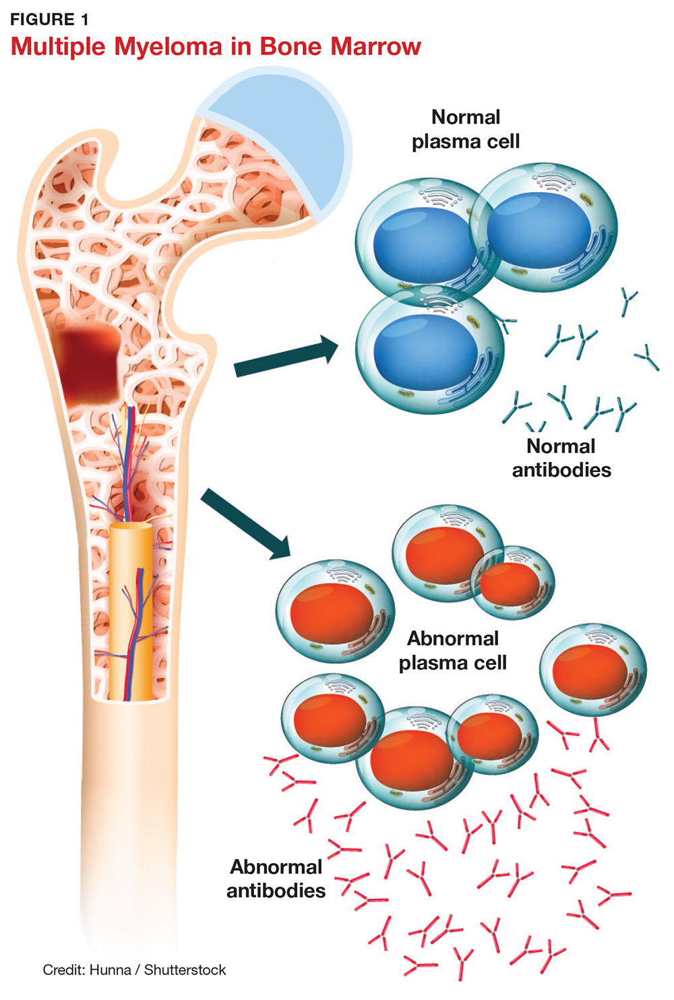 FIGURE 1
Multiple Myeloma in Bone Marrow
Normal
plasma cell
Normal
antibodies
Abnormal
plasma cell
Abnormal
antibodies
Credit: Hunna / Shutterstock